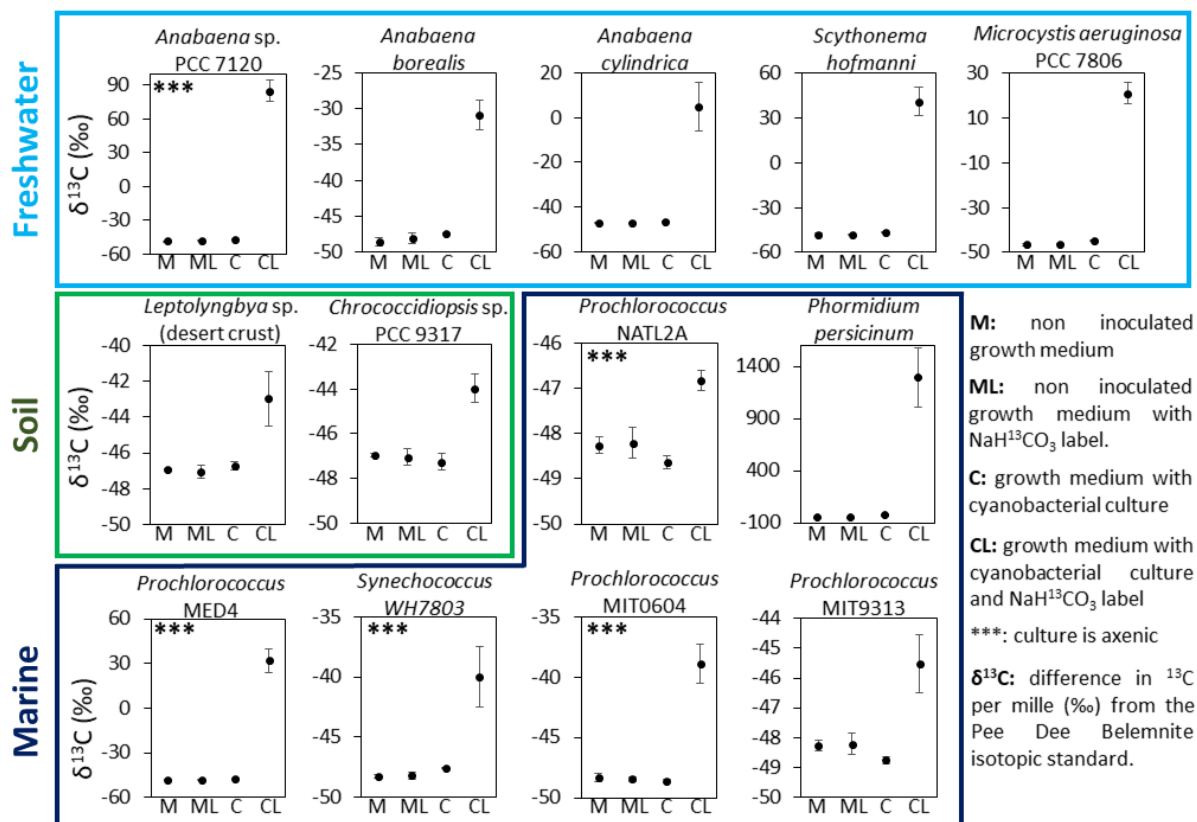 Freshwater
Anabaena sp.
PCC 7120
Anabaena
borealis
Anabaena
cylindrica
Scythonema
hofmanni
Microcystis aeruginosa
PCC 7806
δ¹³C (‰)
***
90
60
30
0
-30
-60
M ML C CL
-25
-30
-35
-40
-45
-50
M ML C CL
20
0
-20
-40
-60
M ML C CL
60
30
0
-30
-60
M ML C CL
30
10
-10
-30
-50
M ML C CL
Soil
Leptolyngbya sp.
(desert crust)
Chrococcidiopsis sp.
PCC 9317
δ¹³C (‰)
-40
-42
-44
-46
-48
-50
M ML C CL
-42
-44
-46
-48
-50
M ML C CL
Prochlorococcus
NATL2A
Phormidium
persicinum
***
-46
-47
-48
-49
-50
M ML C CL
1400
900
400
-100
M ML C CL
Marine
Prochlorococcus
MED4
Synechococcus
WH7803
Prochlorococcus
MIT0604
Prochlorococcus
MIT9313
δ¹³C (‰)
***
60
30
0
-30
-60
M ML C CL
***
-35
-40
-45
-50
M ML C CL
***
-35
-40
-45
-50
M ML C CL
-44
-45
-46
-47
-48
-49
-50
M ML C CL
M: non inoculated
growth medium
ML: non inoculated
growth medium with
NaH¹³CO₃ label.
C: growth medium with
cyanobacterial culture
CL: growth medium with
cyanobacterial culture
and NaH¹³CO₃ label
***: culture is axenic
δ¹³C: difference in ¹³C
per mille (‰) from the
Pee Dee Belemnite
isotopic standard.